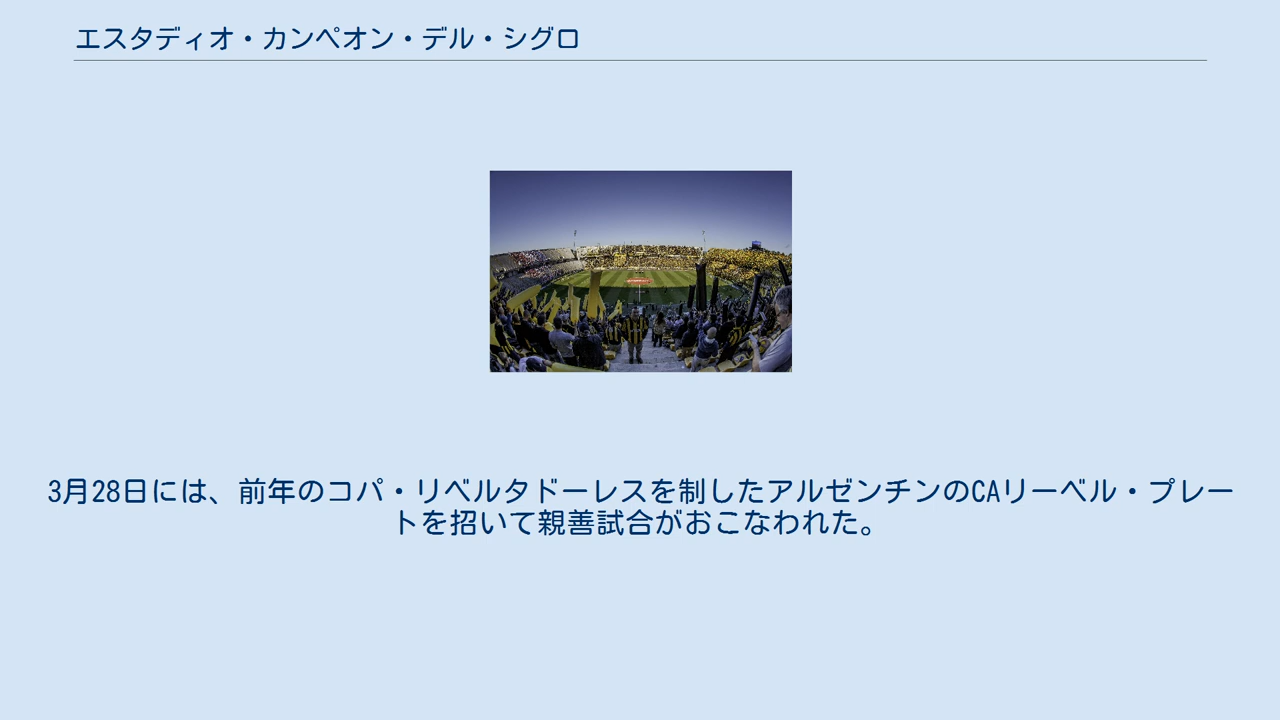 エスタディオ・カンペオン・デル・シグロ
3月28日には、前年のコパ・リベルタドーレスを制したアルゼンチンのCAリーベル・プレー
トを招いて親善試合がおこなわれた。